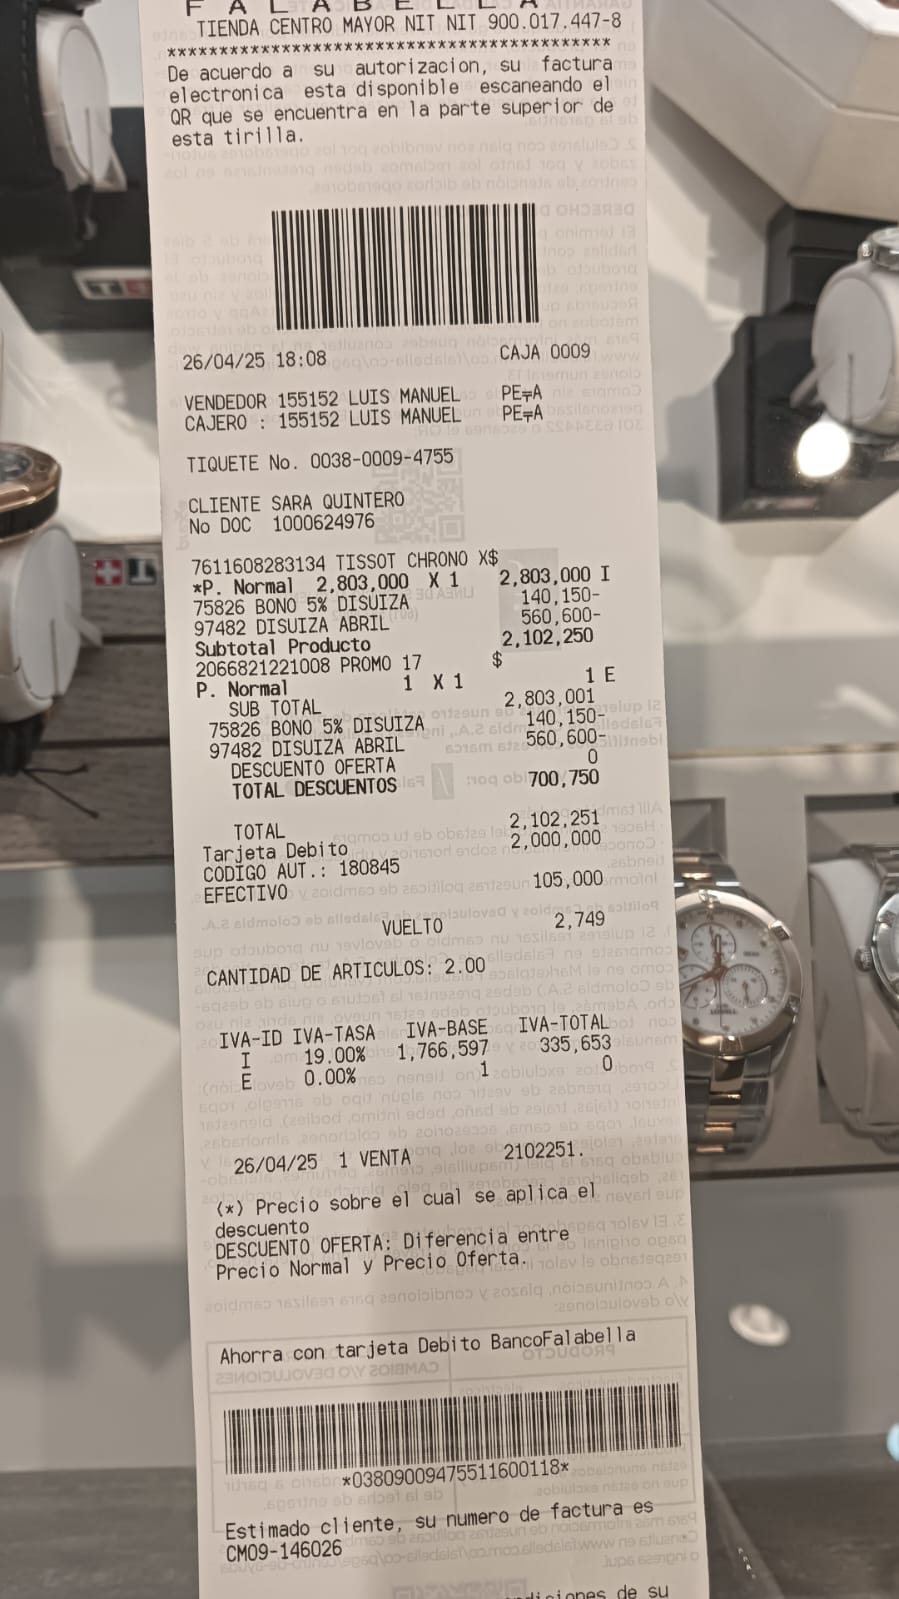 F A L A B E L L A
TIENDA CENTRO MAYOR NIT NIT 900.017.447-8
******************************************
De acuerdo a su autorizacion, su factura
electronica esta disponible escaneando el
QR que se encuentra en la parte superior de
esta tirilla.
26/04/25 18:08 CAJA 0009
VENDEDOR 155152 LUIS MANUEL PE╤A
CAJERO : 155152 LUIS MANUEL PE╤A
TIQUETE No. 0038-0009-4755
CLIENTE SARA QUINTERO
No DOC 1000624976
7611608283134 TISSOT CHRONO X$
*P. Normal 2,803,000 X 1 2,803,000 I
75826 BONO 5% DISUIZA 140,150-
97482 DISUIZA ABRIL 560,600-
Subtotal Producto 2,102,250
2066821221008 PROMO 17 $
P. Normal 1 X 1 1 E
SUB TOTAL 2,803,001
75826 BONO 5% DISUIZA 140,150-
97482 DISUIZA ABRIL 560,600-
DESCUENTO OFERTA 0
TOTAL DESCUENTOS 700,750
TOTAL 2,102,251
Tarjeta Debito 2,000,000
CODIGO AUT.: 180845
EFECTIVO 105,000
VUELTO 2,749
CANTIDAD DE ARTICULOS: 2.00
IVA-ID IVA-TASA IVA-BASE IVA-TOTAL
I 19.00% 1,766,597 335,653
E 0.00% 1 0
26/04/25 1 VENTA 2102251.
(*) Precio sobre el cual se aplica el
descuento
DESCUENTO OFERTA: Diferencia entre
Precio Normal y Precio Oferta.
Ahorra con tarjeta Debito BancoFalabella
*03809009475511600118*
Estimado cliente, su numero de factura es
CM09-146026